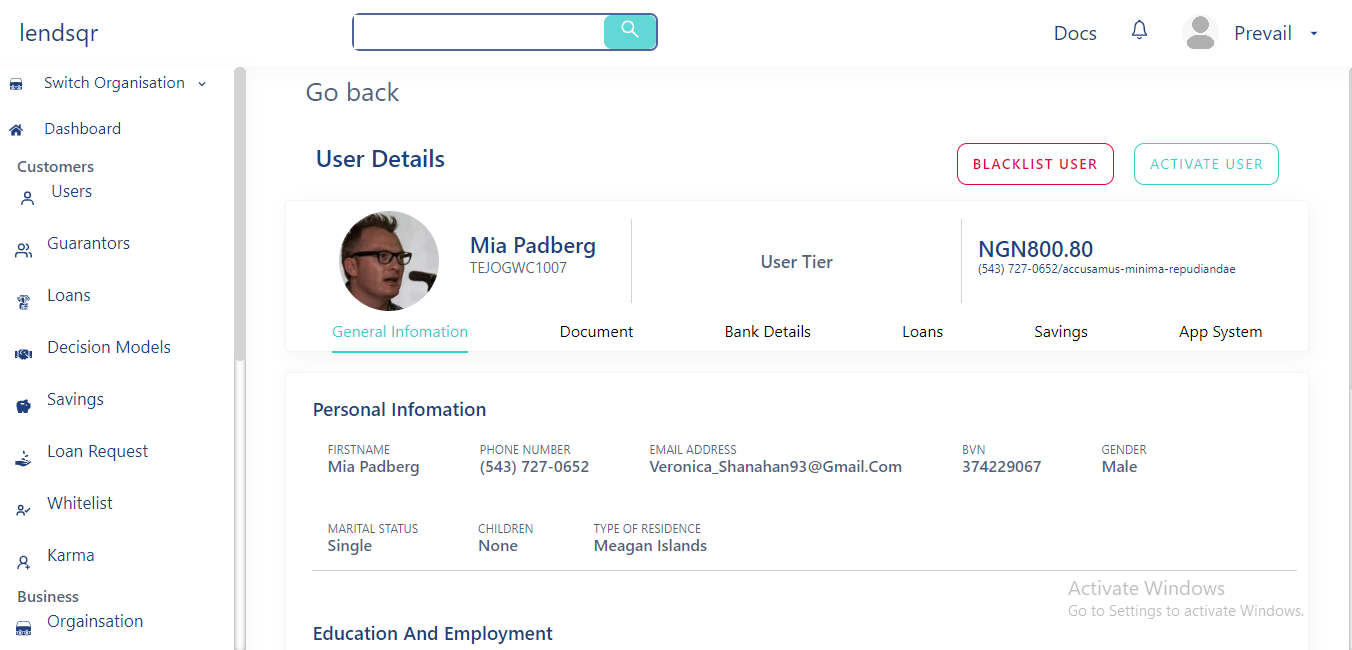 lendsqr
Docs
Prevail
Switch Organisation
Dashboard
Customers
Users
Guarantors
Loans
Decision Models
Savings
Loan Request
Whitelist
Karma
Business
Orgainsation
Go back
User Details
BLACKLIST USER
ACTIVATE USER
Mia Padberg
TEJOGWC1007
User Tier
NGN800.80
(543) 727-0652/accusamus-minima-repudiandae
General Infomation
Document
Bank Details
Loans
Savings
App System
Personal Infomation
FIRSTNAME
Mia Padberg
PHONE NUMBER
(543) 727-0652
EMAIL ADDRESS
Veronica_Shanahan93@Gmail.Com
BVN
374229067
GENDER
Male
MARITAL STATUS
Single
CHILDREN
None
TYPE OF RESIDENCE
Meagan Islands
Education And Employment
Activate Windows
Go to Settings to activate Windows.